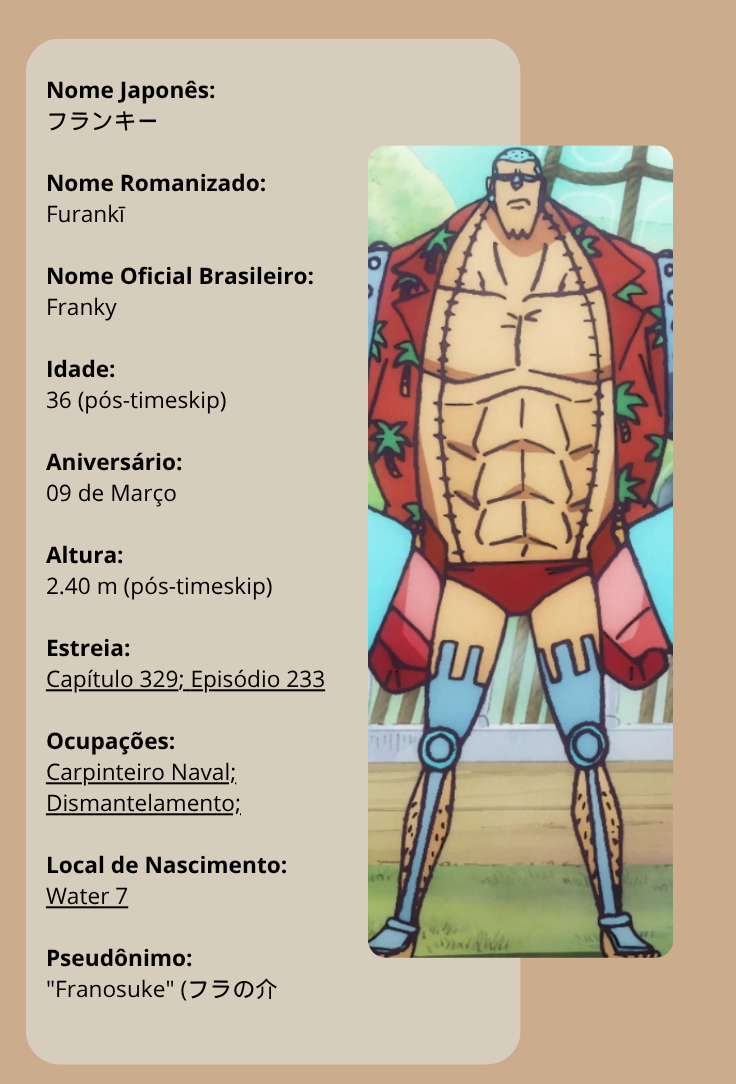 Nome Japonês:
フランキー
Nome Romanizado:
Furankī
Nome Oficial Brasileiro:
Franky
Idade:
36 (pós-timeskip)
Aniversário:
09 de Março
Altura:
2.40 m (pós-timeskip)
Estreia:
Capítulo 329; Episódio 233
Ocupações:
Carpinteiro Naval;
Dismantelamento;
Local de Nascimento:
Water 7
Pseudônimo:
"Franosuke" (フラの介